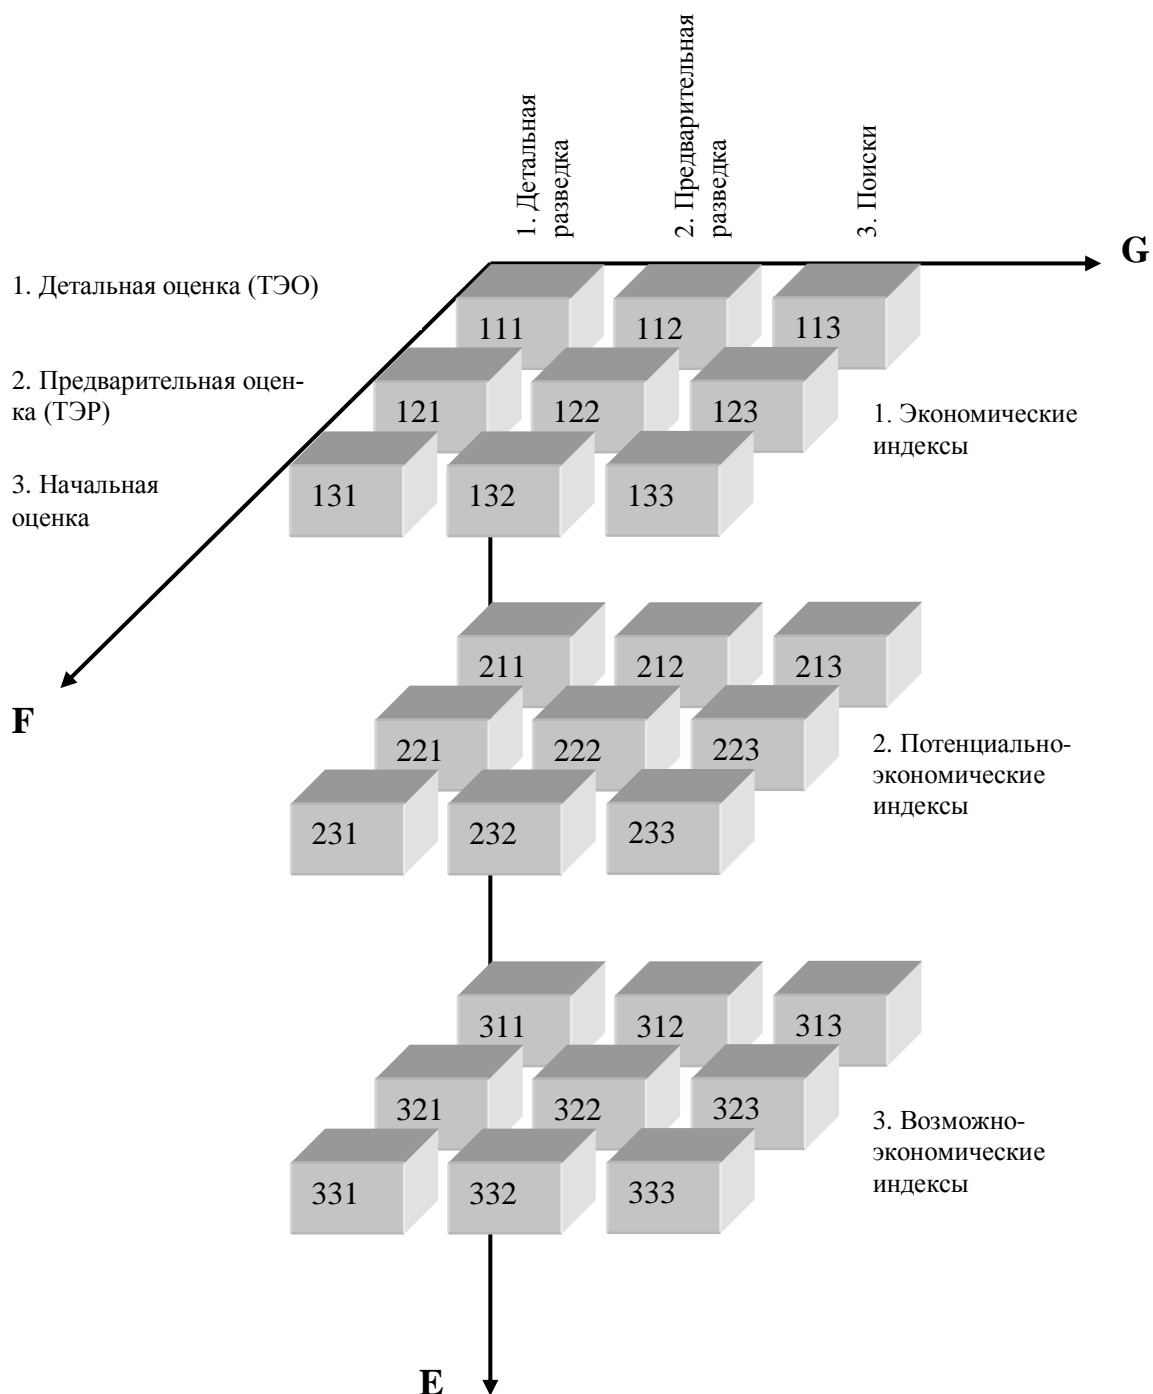 1. Детальная
разведка
2. Предварительная
разведка
3. Поиски
G
1. Детальная оценка (ТЭО)
111
112
113
2. Предварительная оцен-
ка (ТЭР)
121
122
123
1. Экономические
индексы
3. Начальная
оценка
131
132
133
F
211
212
213
221
222
223
2. Потенциально-
экономические
индексы
231
232
233
311
312
313
321
322
323
3. Возможно-
экономические
индексы
331
332
333
E